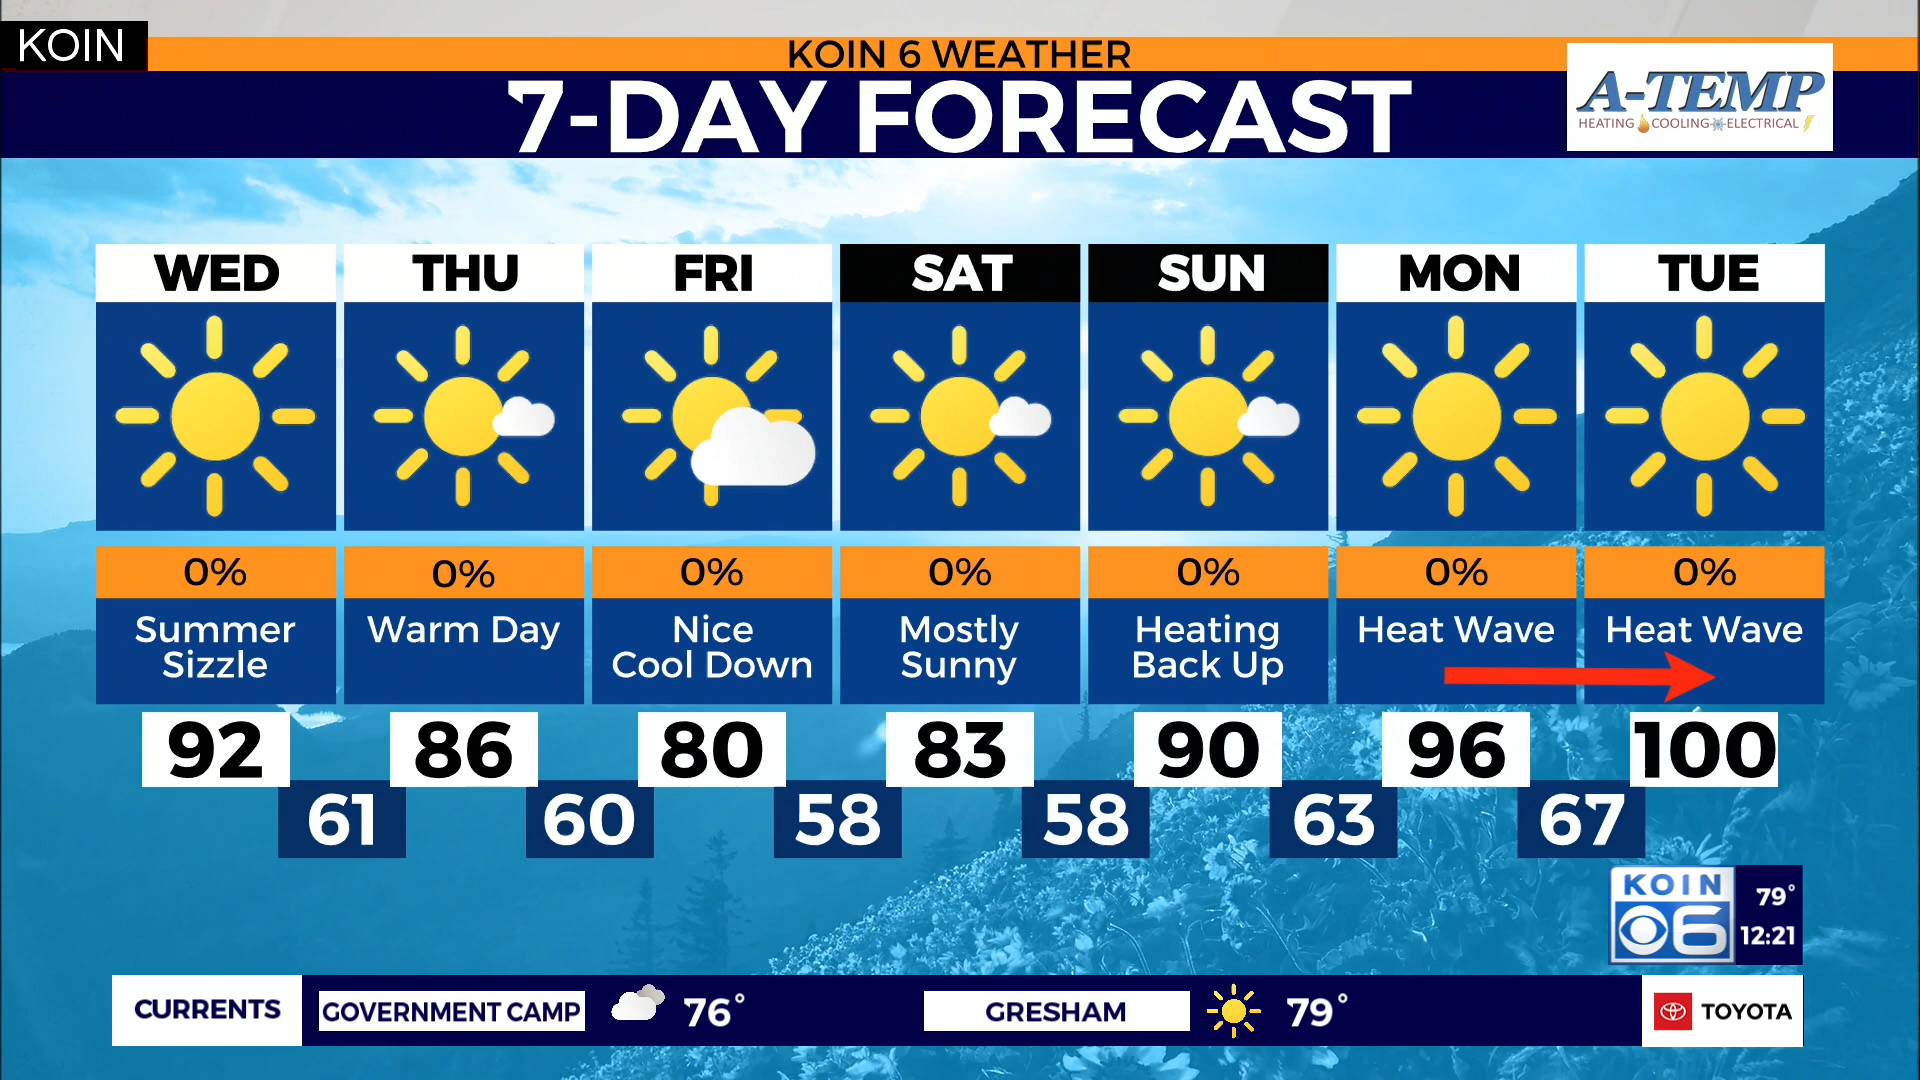 KOIN
KOIN 6 WEATHER
7-DAY FORECAST
A-TEMP
HEATING COOLING ELECTRICAL
WED THU FRI SAT SUN MON TUE
0% 0% 0% 0% 0% 0% 0%
Summer Sizzle
Warm Day
Nice Cool Down
Mostly Sunny
Heating Back Up
Heat Wave
Heat Wave
92 86 80 83 90 96 100
61 60 58 58 63 67
KOIN 6
79°
12:21
CURRENTS GOVERNMENT CAMP 76° GRESHAM 79° TOYOTA